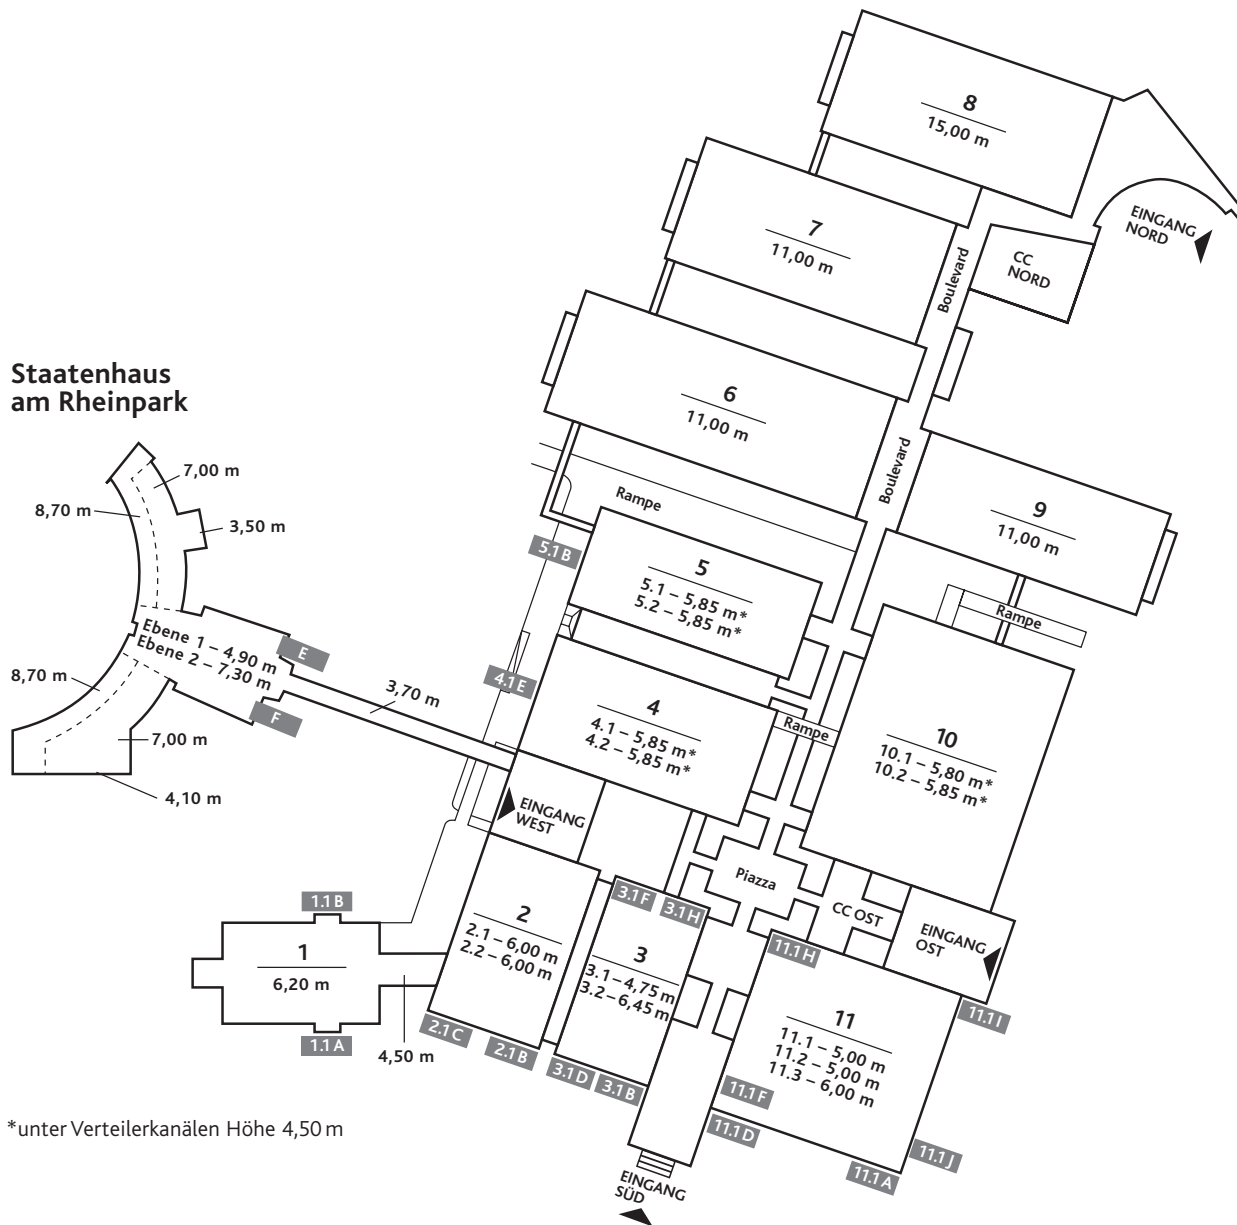 8
15,00 m
EINGANG
NORD
7
11,00 m
CC
NORD
Boulevard
Staatenhaus
am Rheinpark
6
11,00 m
Boulevard
7,00 m
8,70 m
3,50 m
Rampe
9
11,00 m
5.1 B
5
5.1 – 5,85 m*
5.2 – 5,85 m*
Rampe
Ebene 1 – 4,90 m
Ebene 2 – 7,30 m
E
F
8,70 m
3,70 m
4.1 E
4
4.1 – 5,85 m*
4.2 – 5,85 m*
Rampe
10
10.1 – 5,80 m*
10.2 – 5,85 m*
7,00 m
4,10 m
EINGANG
WEST
Piazza
CC OST
EINGANG
OST
1.1 B
1
6,20 m
1.1 A
4,50 m
2
2.1 – 6,00 m
2.2 – 6,00 m
2.1 C
2.1 B
3.1 F
3.1 H
3
3.1 – 4,75 m
3.2 – 6,45 m
3.1 D
3.1 B
11.1 H
11
11.1 – 5,00 m
11.2 – 5,00 m
11.3 – 6,00 m
11.1 I
11.1 F
11.1 D
11.1 J
11.1 A
*unter Verteilerkanälen Höhe 4,50 m
EINGANG
SÜD